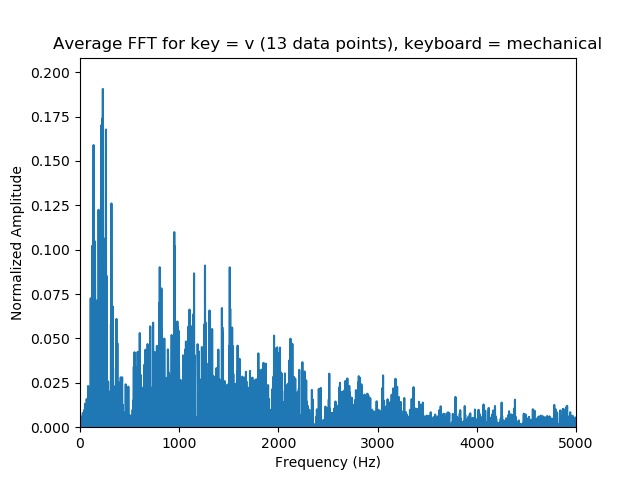 Average FFT for key = v (13 data points), keyboard = mechanical
0.200
0.175
0.150
0.125
0.100
0.075
0.050
0.025
0.000
Normalized Amplitude
0 1000 2000 3000 4000 5000
Frequency (Hz)